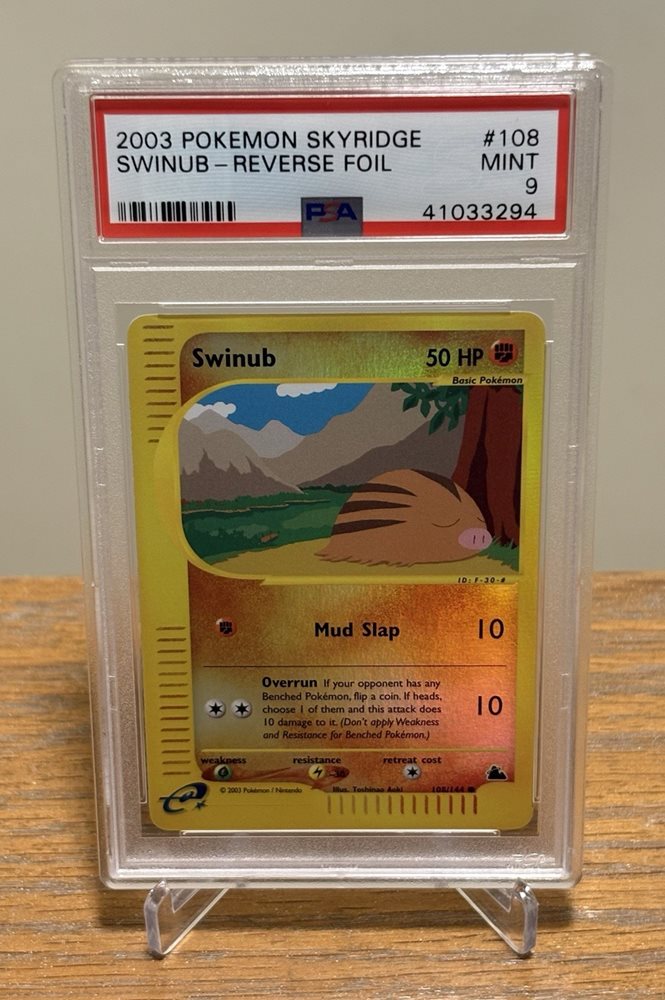 2003 POKEMON SKYRIDGE #108
SWINUB – REVERSE FOIL MINT
9
PSA 41033294
Swinub 50 HP
Basic Pokémon
ID: F-30-#
Mud Slap 10
Overrun If your opponent has any
Benched Pokémon, flip a coin. If heads,
choose 1 of them and this attack does
10 damage to it. (Don't apply Weakness
and Resistance for Benched Pokémon.)
10
weakness resistance retreat cost
-30
e
© 2003 Pokémon / Nintendo Illus. Toshinao Aoki 108/144